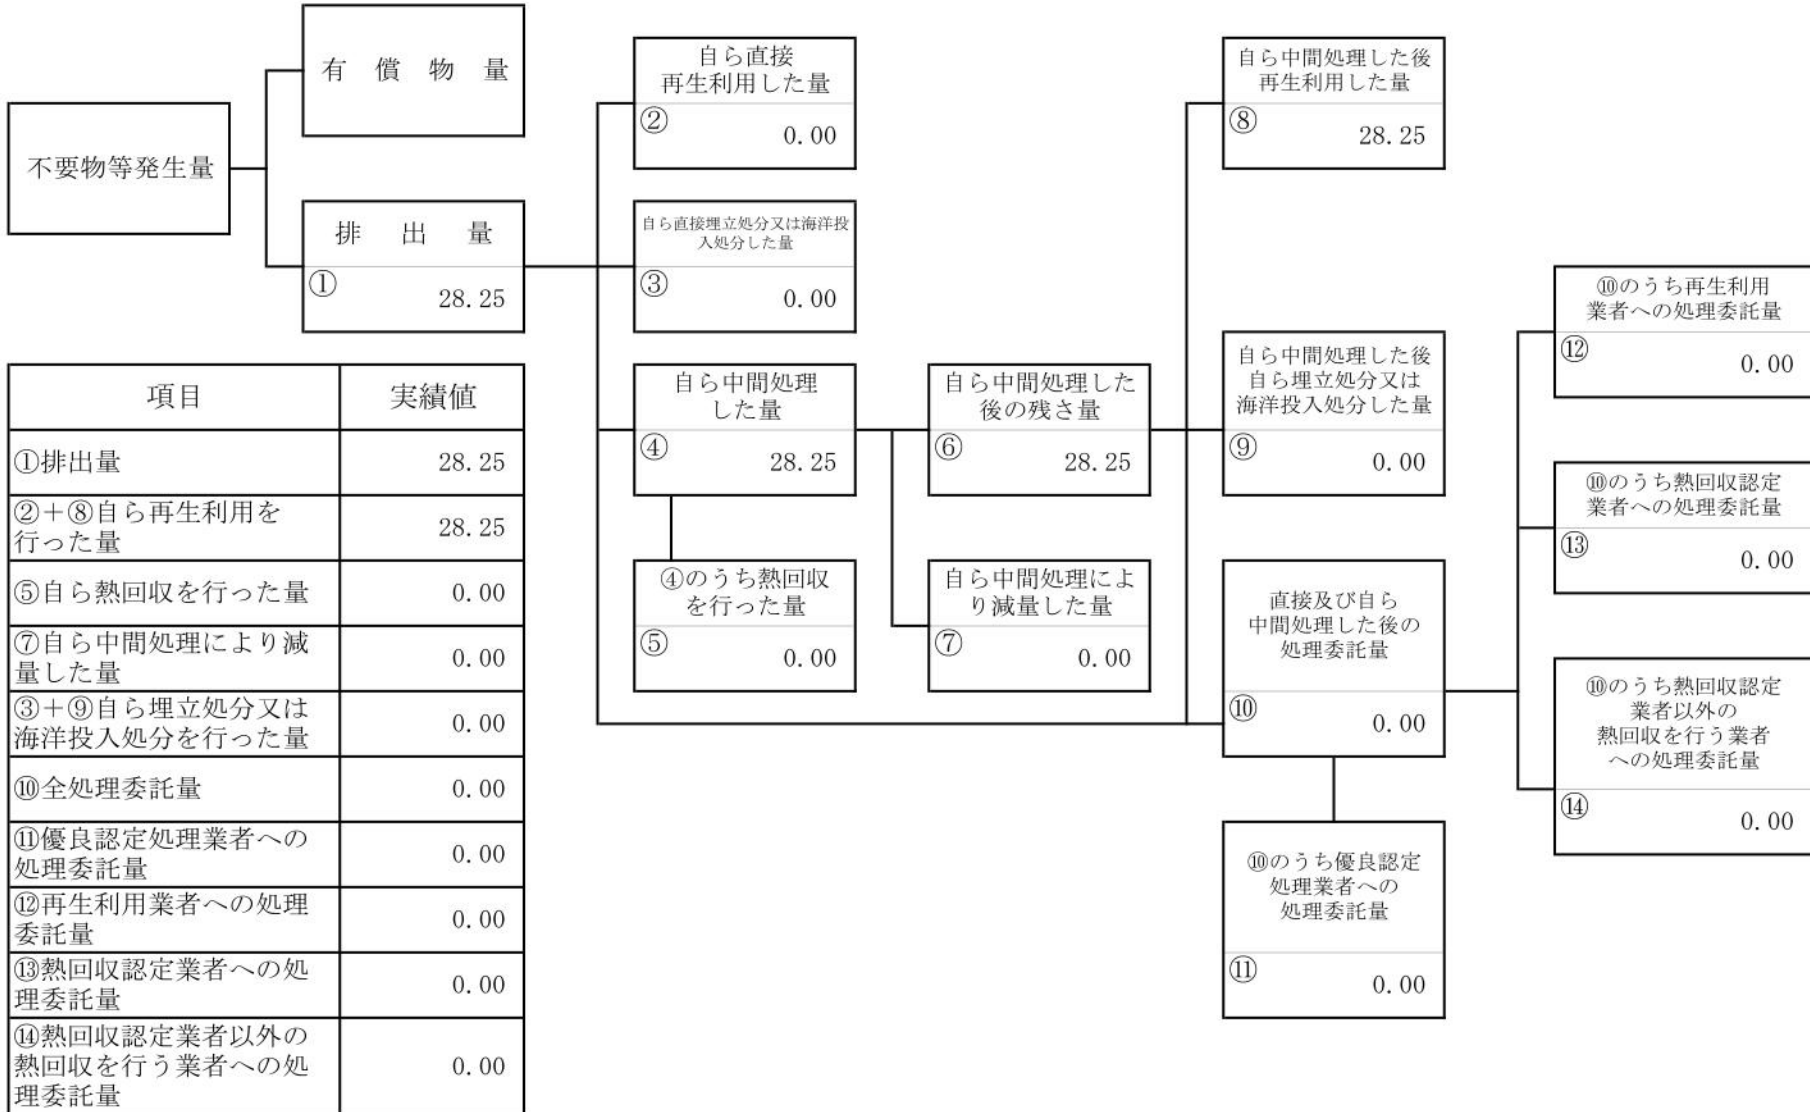 不要物等発生量
有償物量
排出量
①
28.25
自ら直接
再生利用した量
②
0.00
自ら直接埋立処分又は海洋投
入処分した量
③
0.00
自ら中間処理
した量
④
28.25
④のうち熱回収
を行った量
⑤
0.00
自ら中間処理した
後の残さ量
⑥
28.25
自ら中間処理によ
り減量した量
⑦
0.00
自ら中間処理した後
再生利用した量
⑧
28.25
自ら中間処理した後
自ら埋立処分又は
海洋投入処分した量
⑨
0.00
直接及び自ら
中間処理した後の
処理委託量
⑩
0.00
⑩のうち優良認定
処理業者への
処理委託量
⑪
0.00
⑩のうち再生利用
業者への処理委託量
⑫
0.00
⑩のうち熱回収認定
業者への処理委託量
⑬
0.00
⑩のうち熱回収認定
業者以外の
熱回収を行う業者
への処理委託量
⑭
0.00
項目 実績値
①排出量 28.25
②＋⑧自ら再生利用を
行った量 28.25
⑤自ら熱回収を行った量 0.00
⑦自ら中間処理により減
量した量 0.00
③＋⑨自ら埋立処分又は
海洋投入処分を行った量 0.00
⑩全処理委託量 0.00
⑪優良認定処理業者への
処理委託量 0.00
⑫再生利用業者への処理
委託量 0.00
⑬熱回収認定業者への処
理委託量 0.00
⑭熱回収認定業者以外の
熱回収を行う業者への処
理委託量 0.00